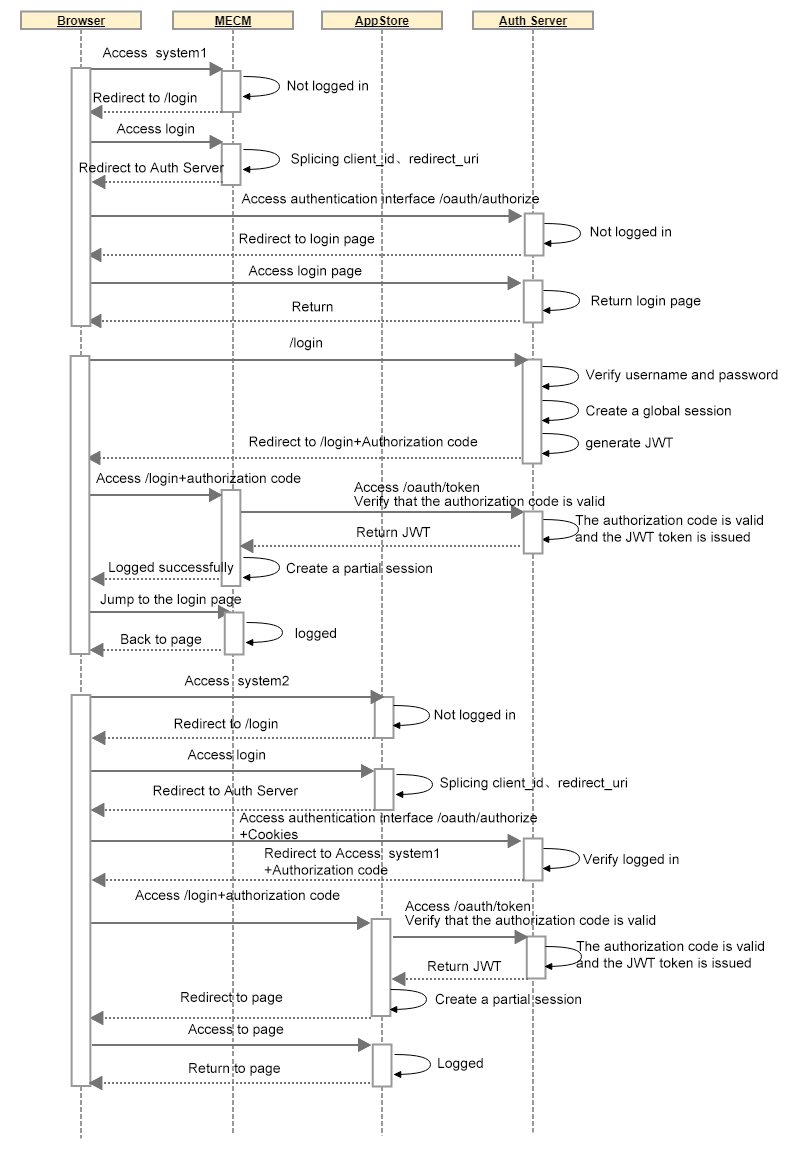 Browser
MECM
AppStore
Auth Server
Access system1
Not logged in
Redirect to /login
Access login
Splicing client_id、redirect_uri
Redirect to Auth Server
Access authentication interface /oauth/authorize
Not logged in
Redirect to login page
Access login page
Return login page
Return
/login
Verify username and password
Create a global session
Redirect to /login+Authorization code
generate JWT
Access /login+authorization code
Access /oauth/token
Verify that the authorization code is valid
The authorization code is valid
and the JWT token is issued
Return JWT
Logged successfully
Create a partial session
Jump to the login page
logged
Back to page
Access system2
Not logged in
Redirect to /login
Access login
Splicing client_id、redirect_uri
Redirect to Auth Server
Access authentication interface /oauth/authorize
+Cookies
Redirect to Access system1
+Authorization code
Verify logged in
Access /login+authorization code
Access /oauth/token
Verify that the authorization code is valid
The authorization code is valid
and the JWT token is issued
Return JWT
Redirect to page
Create a partial session
Access to page
Logged
Return to page